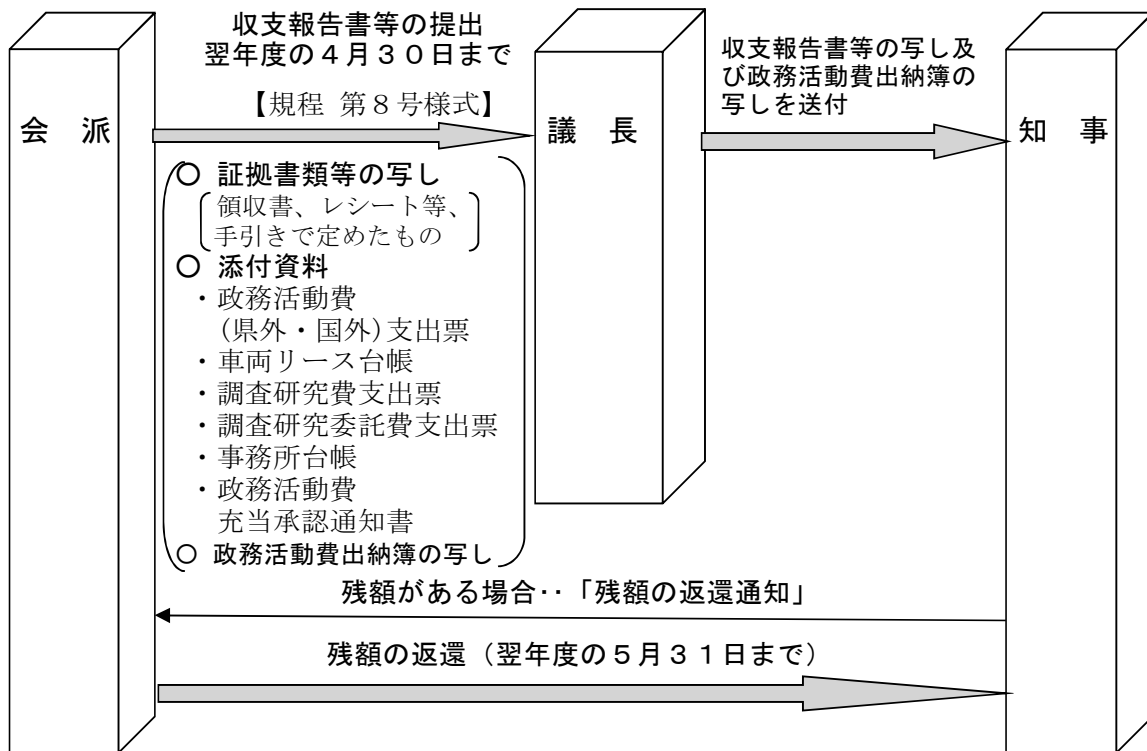 収支報告書等の提出
翌年度の４月３０日まで
【規程 第８号様式】
会　派
議　長
知　事
収支報告書等の写し及
び政務活動費出納簿の
写しを送付
○ 証拠書類等の写し
領収書、レシート等、
手引きで定めたもの
○ 添付資料
・政務活動費
(県外・国外)支出票
・車両リース台帳
・調査研究費支出票
・調査研究委託費支出票
・事務所台帳
・政務活動費
充当承認通知書
○ 政務活動費出納簿の写し
残額がある場合‥「残額の返還通知」
残額の返還（翌年度の５月３１日まで）